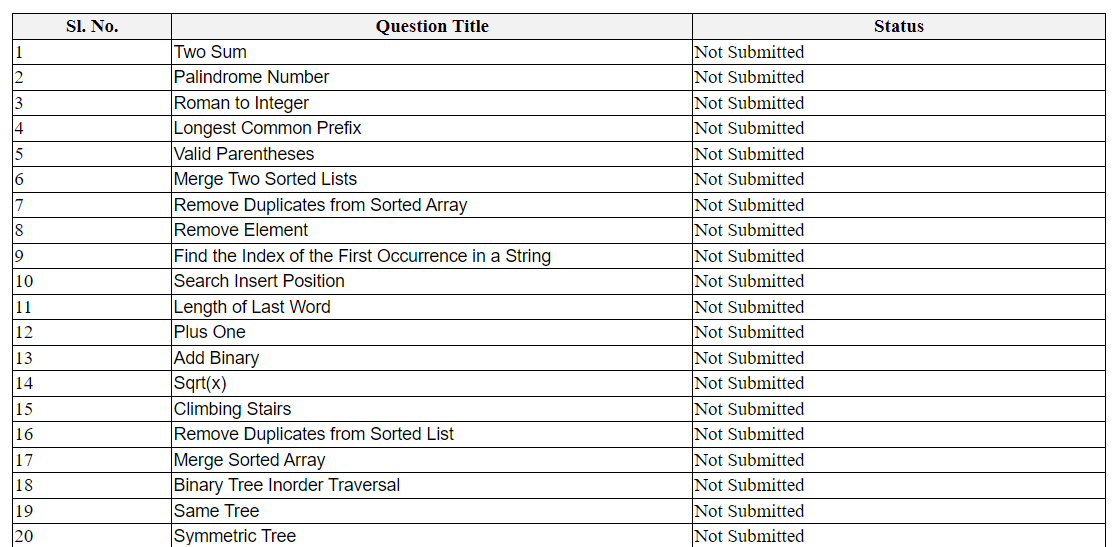 Sl. No. Question Title Status
1 Two Sum Not Submitted
2 Palindrome Number Not Submitted
3 Roman to Integer Not Submitted
4 Longest Common Prefix Not Submitted
5 Valid Parentheses Not Submitted
6 Merge Two Sorted Lists Not Submitted
7 Remove Duplicates from Sorted Array Not Submitted
8 Remove Element Not Submitted
9 Find the Index of the First Occurrence in a String Not Submitted
10 Search Insert Position Not Submitted
11 Length of Last Word Not Submitted
12 Plus One Not Submitted
13 Add Binary Not Submitted
14 Sqrt(x) Not Submitted
15 Climbing Stairs Not Submitted
16 Remove Duplicates from Sorted List Not Submitted
17 Merge Sorted Array Not Submitted
18 Binary Tree Inorder Traversal Not Submitted
19 Same Tree Not Submitted
20 Symmetric Tree Not Submitted